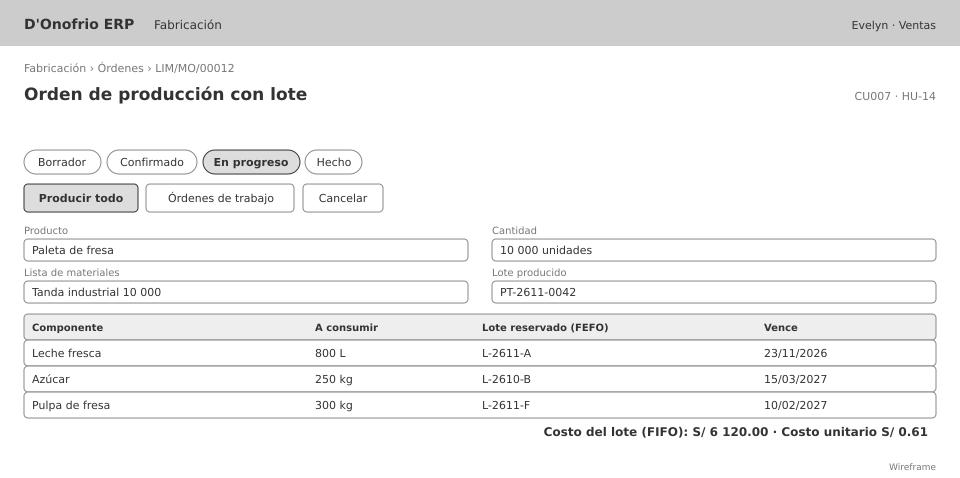 D'Onofrio ERP Fabricación Evelyn · Ventas
Fabricación › Órdenes › LIM/MO/00012
Orden de producción con lote CU007 · HU-14
Borrador Confirmado En progreso Hecho
Producir todo Órdenes de trabajo Cancelar
Producto Cantidad
Paleta de fresa 10 000 unidades
Lista de materiales Lote producido
Tanda industrial 10 000 PT-2611-0042
Componente A consumir Lote reservado (FEFO) Vence
Leche fresca 800 L L-2611-A 23/11/2026
Azúcar 250 kg L-2610-B 15/03/2027
Pulpa de fresa 300 kg L-2611-F 10/02/2027
Costo del lote (FIFO): S/ 6 120.00 · Costo unitario S/ 0.61
Wireframe